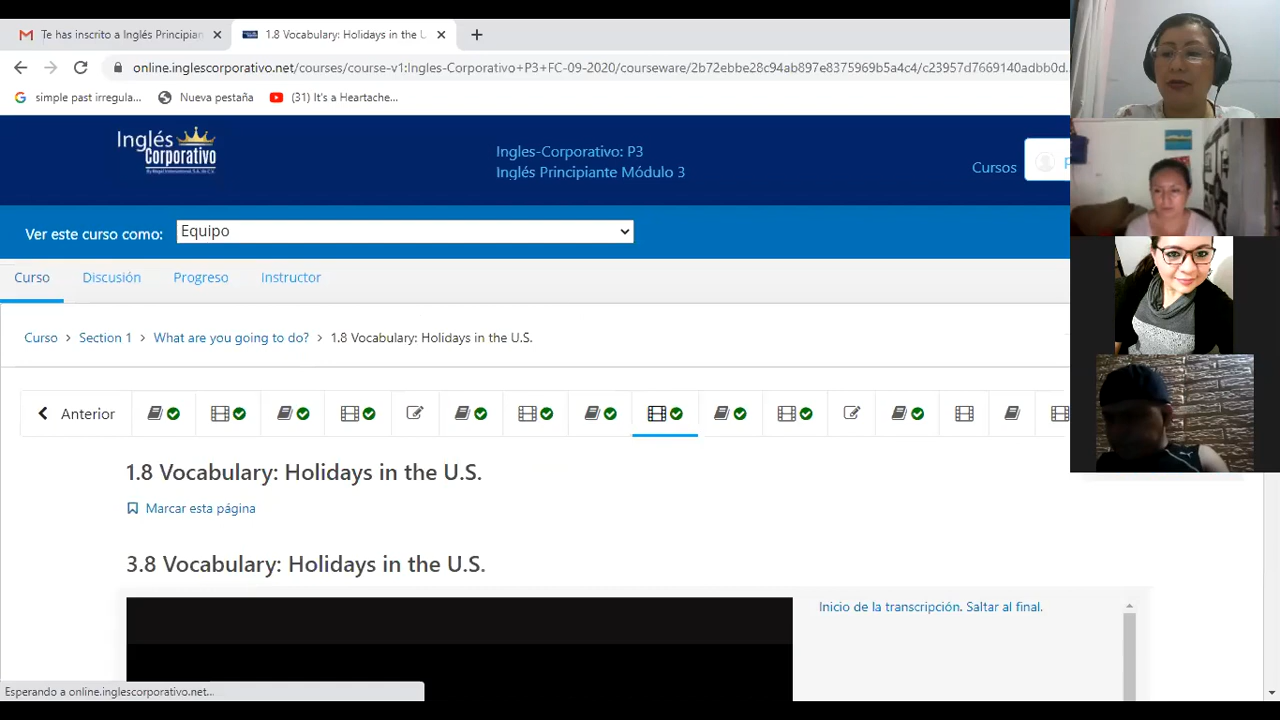 Te has inscrito a Inglés Principian
1.8 Vocabulary: Holidays in the U.S.
online.inglescorporativo.net/courses/course-v1:Ingles-Corporativo+P3+FC-09-2020/courseware/2b72ebbe28c94ab897e8375969b5a4c4/c23957d7669140adbb0d
simple past irregula...
Nueva pestaña
(31) It's a Heartache...
Inglés
Corporativo
Ingles-Corporativo: P3
Inglés Principiante Módulo 3
Cursos
Ver este curso como:
Equipo
Curso
Discusión
Progreso
Instructor
Curso > Section 1 > What are you going to do? > 1.8 Vocabulary: Holidays in the U.S.
Anterior
1.8 Vocabulary: Holidays in the U.S.
Marcar esta página
3.8 Vocabulary: Holidays in the U.S.
Inicio de la transcripción. Saltar al final.
Esperando a online.inglescorporativo.net...